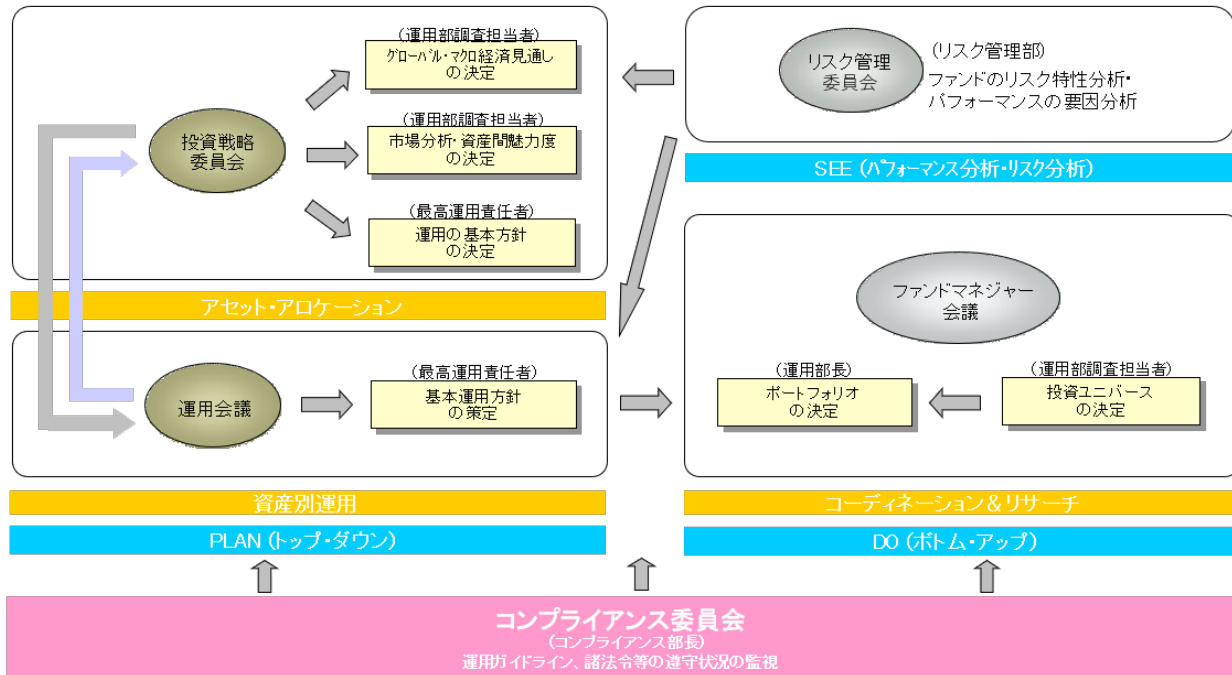 (運用部調査担当者)
グローバル・マクロ経済見通し
の決定
投資戦略
委員会
(運用部調査担当者)
市場分析・資産間魅力度
の決定
(最高運用責任者)
運用の基本方針
の決定
アセット・アロケーション
リスク管理
委員会
(リスク管理部)
ファンドのリスク特性分析・
パフォーマンスの要因分析
SEE (パフォーマンス分析・リスク分析)
運用会議
(最高運用責任者)
基本運用方針
の策定
資産別運用
PLAN (トップ・ダウン)
ファンドマネジャー
会議
(運用部長)
ポートフォリオ
の決定
(運用部調査担当者)
投資ユニバース
の決定
コーディネーション&リサーチ
DO (ボトム・アップ)
コンプライアンス委員会
(コンプライアンス部長)
運用ガイドライン、諸法令等の遵守状況の監視